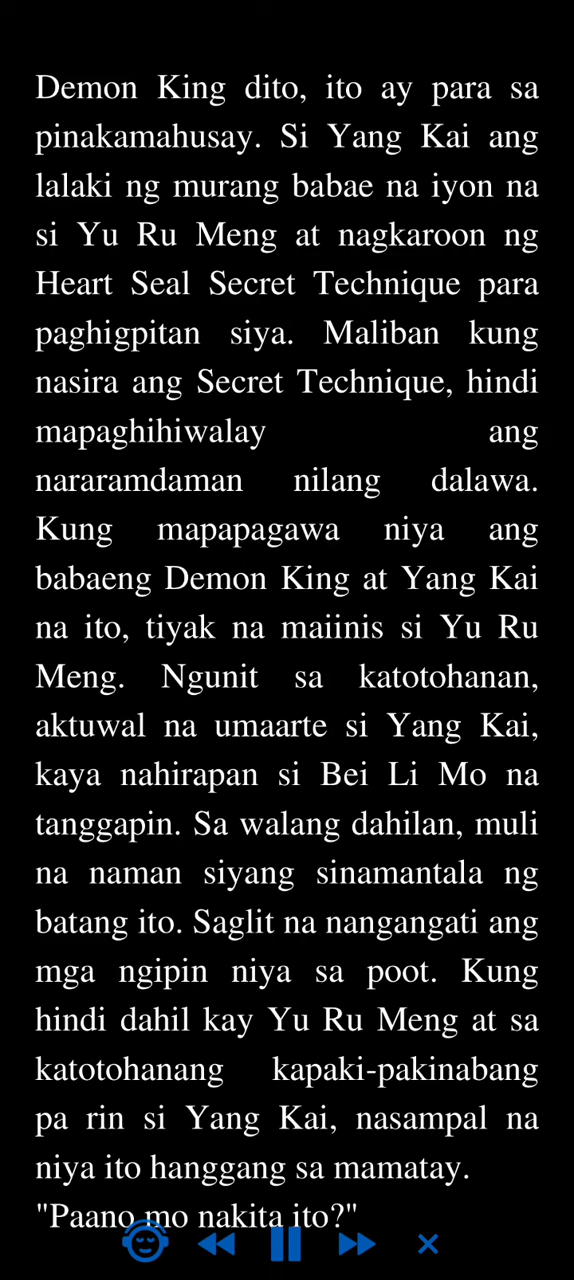 Demon King dito, ito ay para sa
pinakamahusay. Si Yang Kai ang
lalaki ng murang babae na iyon na
si Yu Ru Meng at nagkaroon ng
Heart Seal Secret Technique para
paghigpitan siya. Maliban kung
nasira ang Secret Technique, hindi
mapaghihiwalay ang
nararamdaman nilang dalawa.
Kung mapapagawa niya ang
babaeng Demon King at Yang Kai
na ito, tiyak na maiinis si Yu Ru
Meng. Ngunit sa katotohanan,
aktuwal na umaarte si Yang Kai,
kaya nahirapan si Bei Li Mo na
tanggapin. Sa walang dahilan, muli
na naman siyang sinamantala ng
batang ito. Saglit na nangangati ang
mga ngipin niya sa poot. Kung
hindi dahil kay Yu Ru Meng at sa
katotohanang kapaki-pakinabang
pa rin si Yang Kai, nasampal na
niya ito hanggang sa mamatay.
"Paano mo nakita ito?"